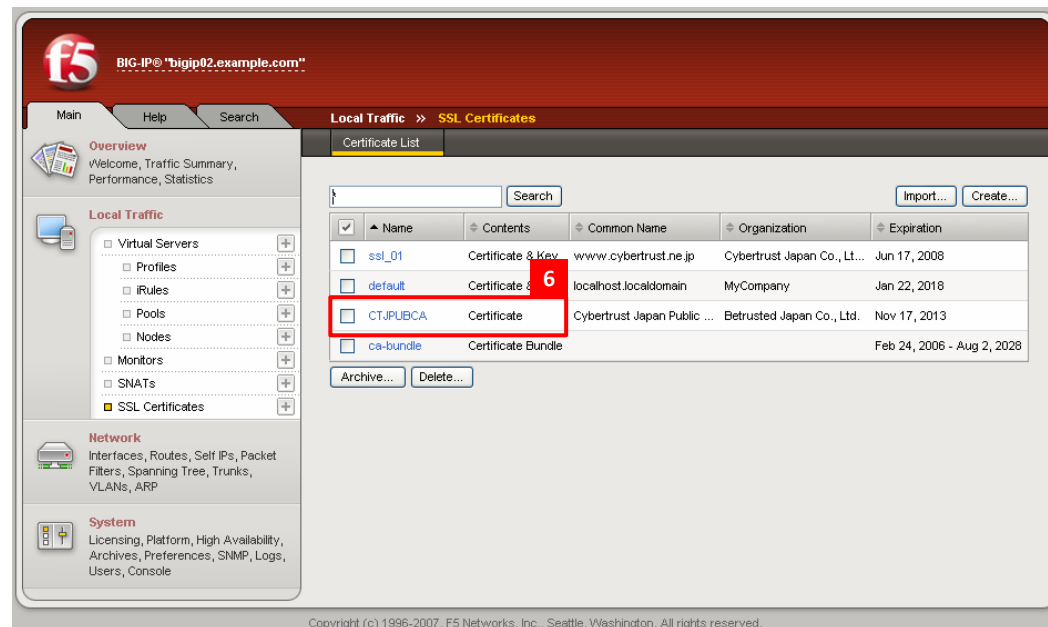 f5
BIG-IP® "bigip02.example.com"
Main
Help
Search
Local Traffic » SSL Certificates
Certificate List
Overview
Welcome, Traffic Summary,
Performance, Statistics
Local Traffic
Virtual Servers
Profiles
iRules
Pools
Nodes
Monitors
SNATs
SSL Certificates
Network
Interfaces, Routes, Self IPs, Packet
Filters, Spanning Tree, Trunks,
VLANs, ARP
System
Licensing, Platform, High Availability,
Archives, Preferences, SNMP, Logs,
Users, Console
* Search Import... Create...
Name Contents Common Name Organization Expiration
ssl_01 Certificate & Key www.cybertrust.ne.jp Cybertrust Japan Co., Lt... Jun 17, 2008
default Certificate & localhost.localdomain MyCompany Jan 22, 2018
6
CTJPUBCA Certificate Cybertrust Japan Public ... Betrusted Japan Co., Ltd. Nov 17, 2013
ca-bundle Certificate Bundle Feb 24, 2006 - Aug 2, 2028
Archive... Delete...
Copyright (c) 1996-2007, F5 Networks, Inc., Seattle, Washington. All rights reserved.